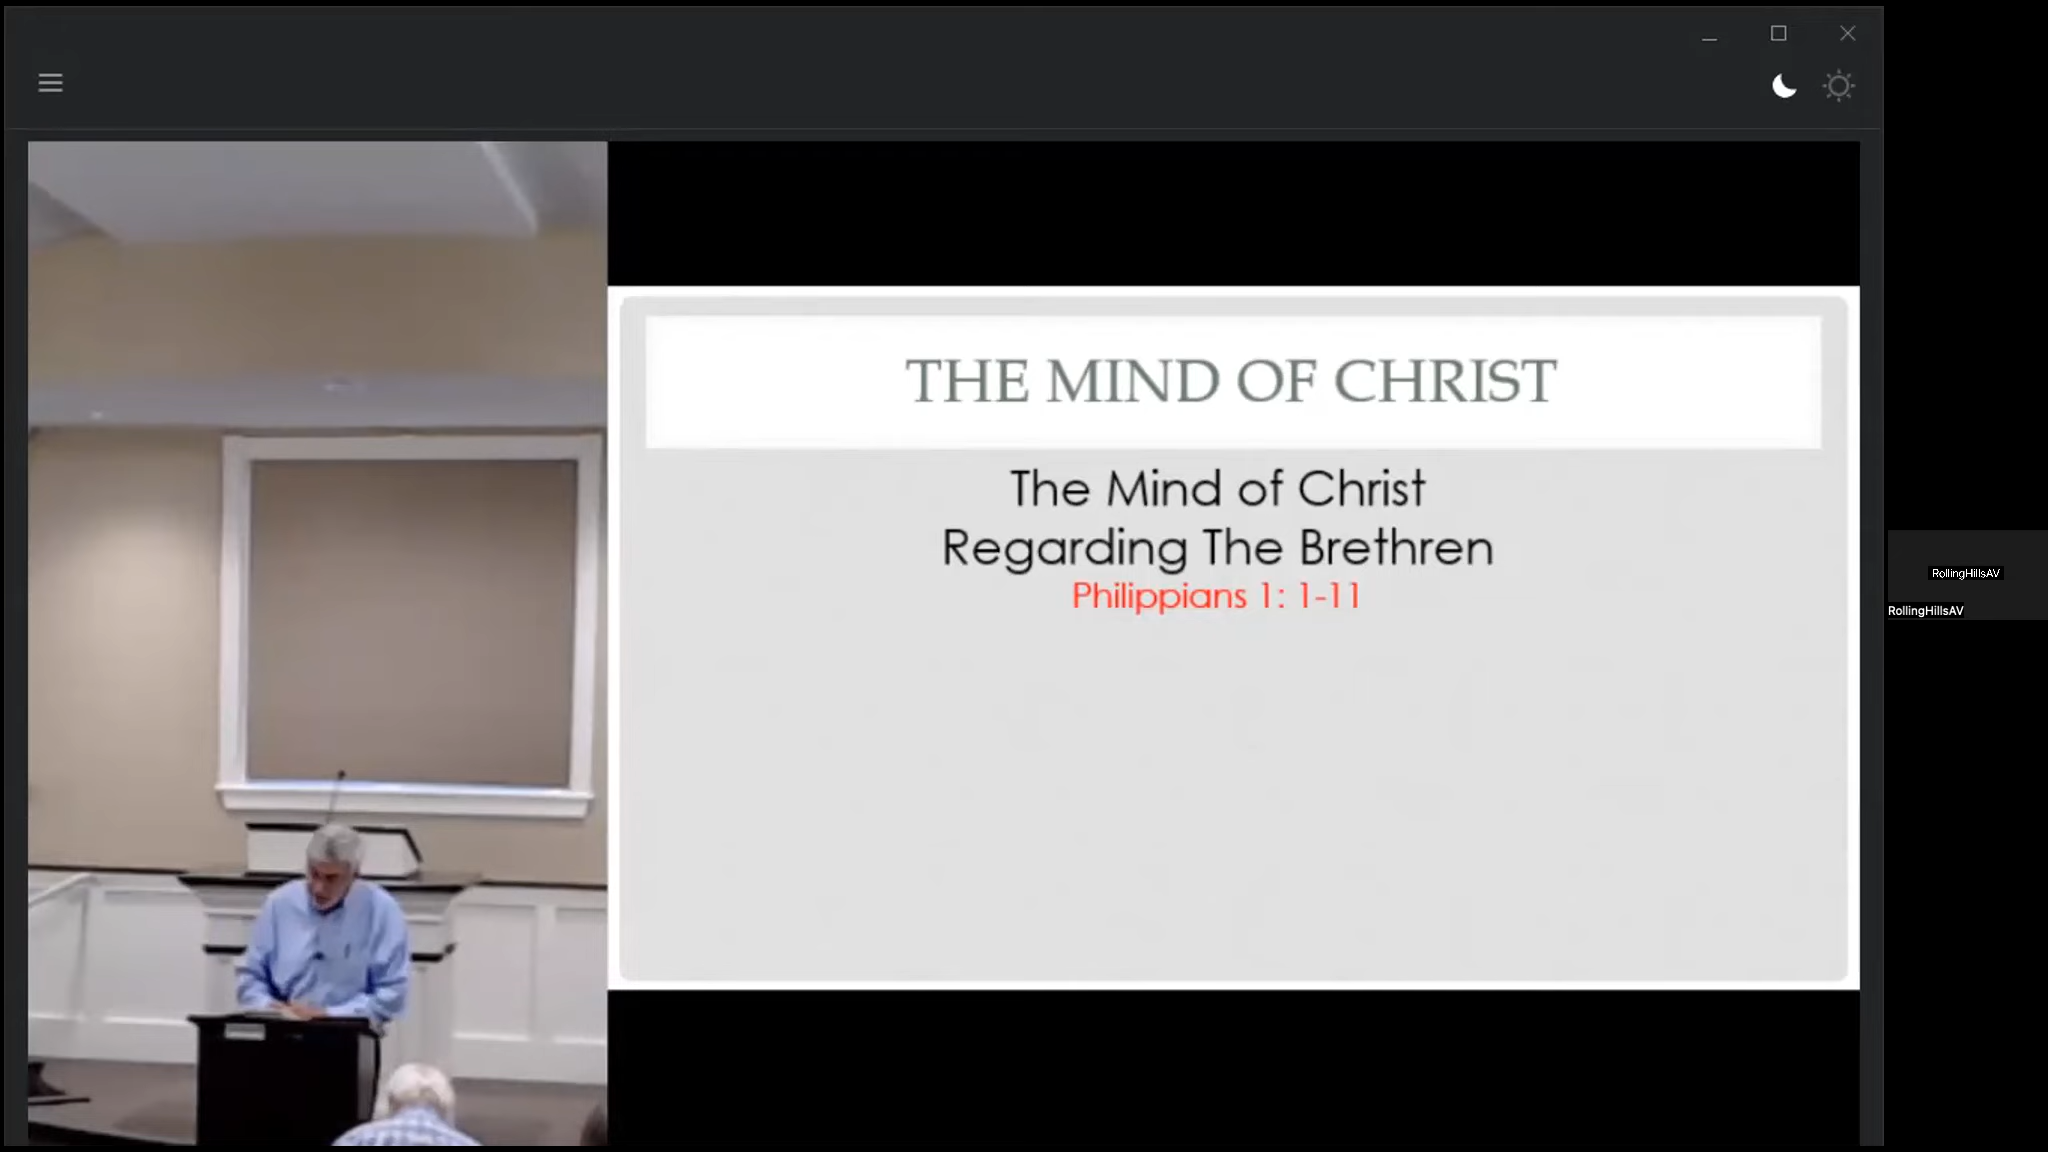 THE MIND OF CHRIST
The Mind of Christ
Regarding The Brethren
Philippians 1: 1-11
RollingHillsAV
RollingHillsAV